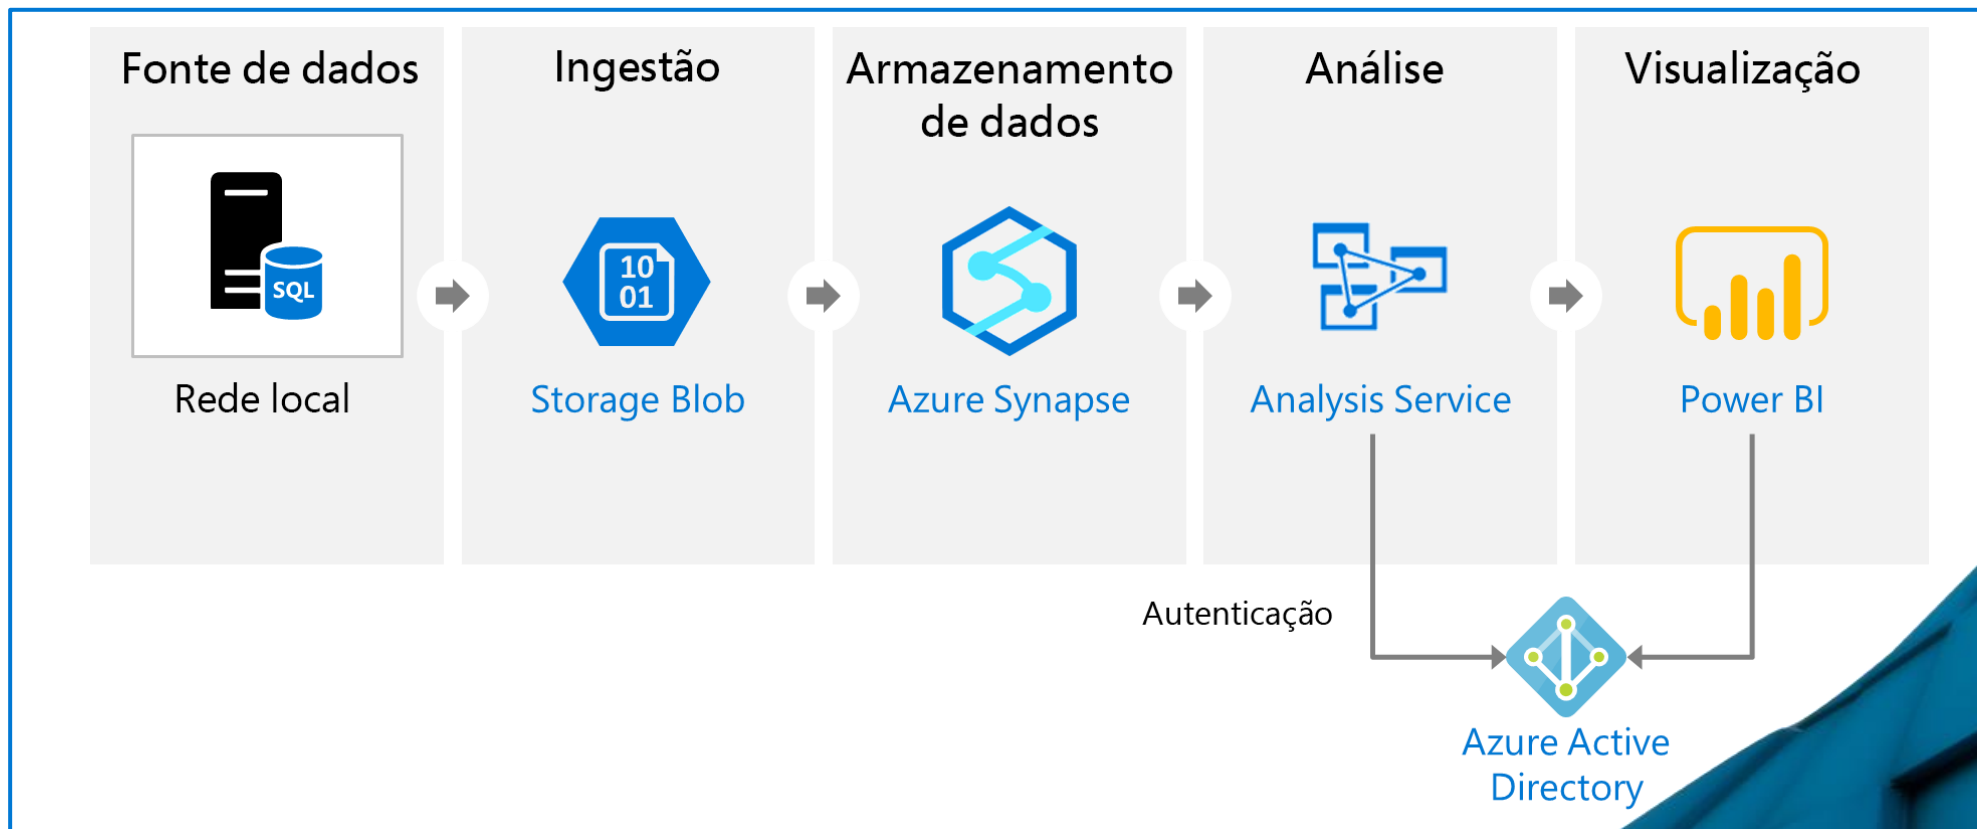 Fonte de dados
Ingestão
Armazenamento
de dados
Análise
Visualização
SQL
10
01
Rede local
Storage Blob
Azure Synapse
Analysis Service
Power BI
Autenticação
Azure Active
Directory